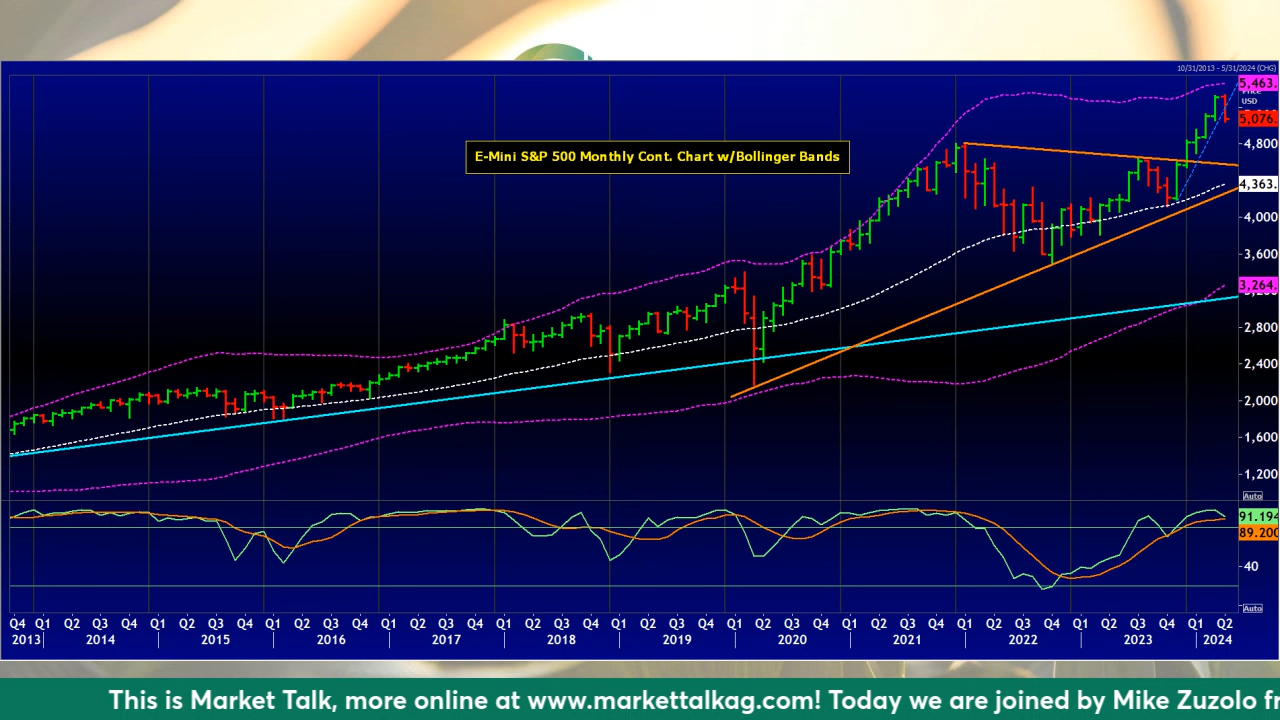 10/31/2013 - 5/31/2024 (CHG)
5,463.
USD
5,076.
E-Mini S&P 500 Monthly Cont. Chart w/Bollinger Bands
4,800
4,363.
4,000
3,600
3,264.
2,800
2,400
2,000
1,600
1,200
Auto
91.194
89.200
40
Auto
Q4 Q1 Q2 Q3 Q4 Q1 Q2 Q3 Q4 Q1 Q2 Q3 Q4 Q1 Q2 Q3 Q4 Q1 Q2 Q3 Q4 Q1 Q2 Q3 Q4 Q1 Q2 Q3 Q4 Q1 Q2 Q3 Q4 Q1 Q2 Q3 Q4 Q1 Q2 Q3 Q4 Q1 Q2
2013 2014 2015 2016 2017 2018 2019 2020 2021 2022 2023 2024
This is Market Talk, more online at www.markettalkag.com! Today we are joined by Mike Zuzolo fr